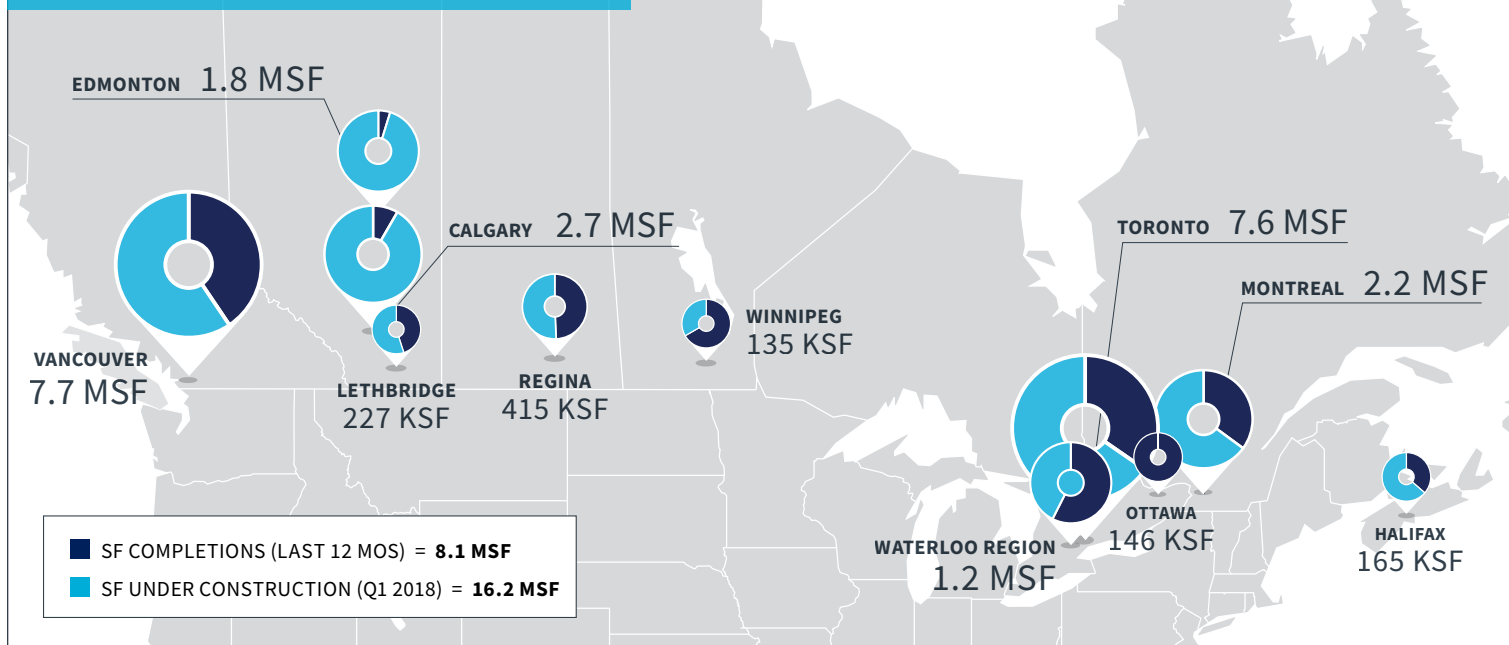 EDMONTON 1.8 MSF
CALGARY 2.7 MSF
TORONTO 7.6 MSF
MONTREAL 2.2 MSF
WINNIPEG
135 KSF
VANCOUVER
7.7 MSF
LETHBRIDGE
227 KSF
REGINA
415 KSF
OTTAWA
146 KSF
WATERLOO REGION
1.2 MSF
HALIFAX
165 KSF
SF COMPLETIONS (LAST 12 MOS) = 8.1 MSF
SF UNDER CONSTRUCTION (Q1 2018) = 16.2 MSF